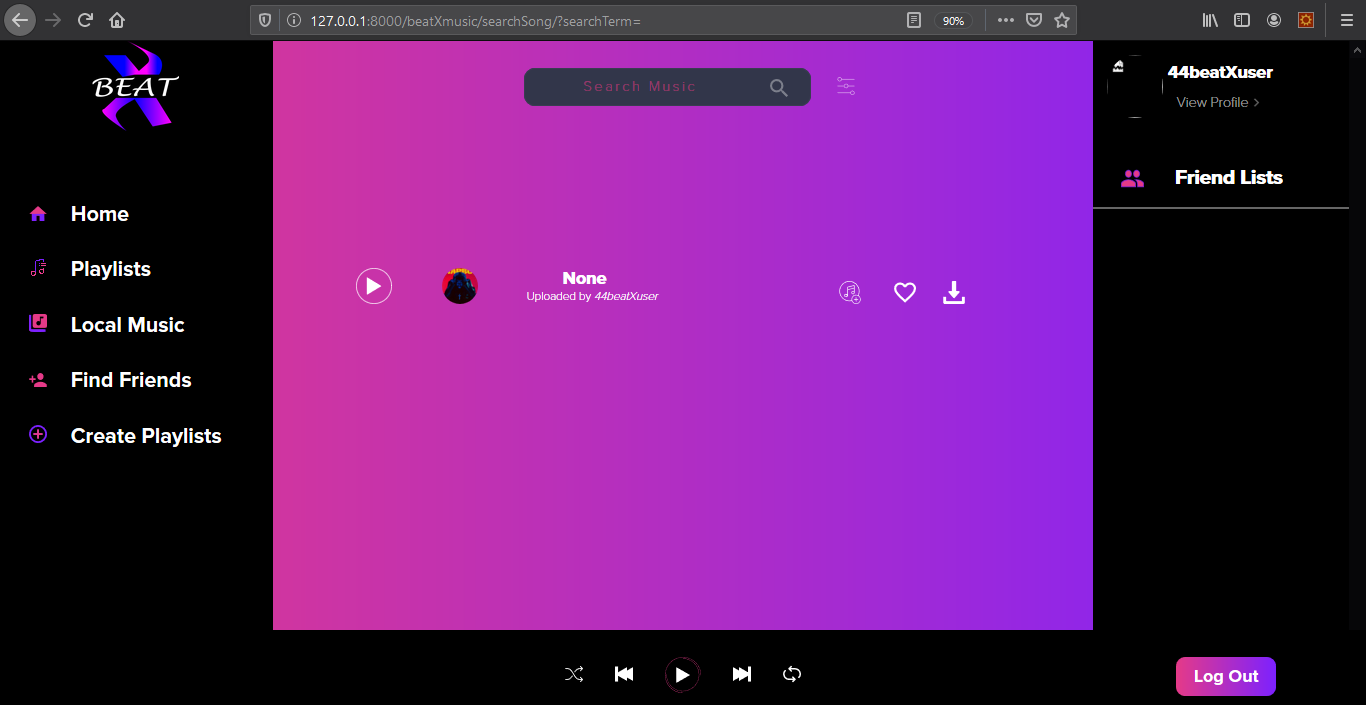 127.0.0.1:8000/beatXmusic/searchSong/?searchTerm=
90%
BEAT
X
Home
Playlists
Local Music
Find Friends
Create Playlists
Search Music
None
Uploaded by 44beatXuser
44beatXuser
View Profile
Friend Lists
Log Out